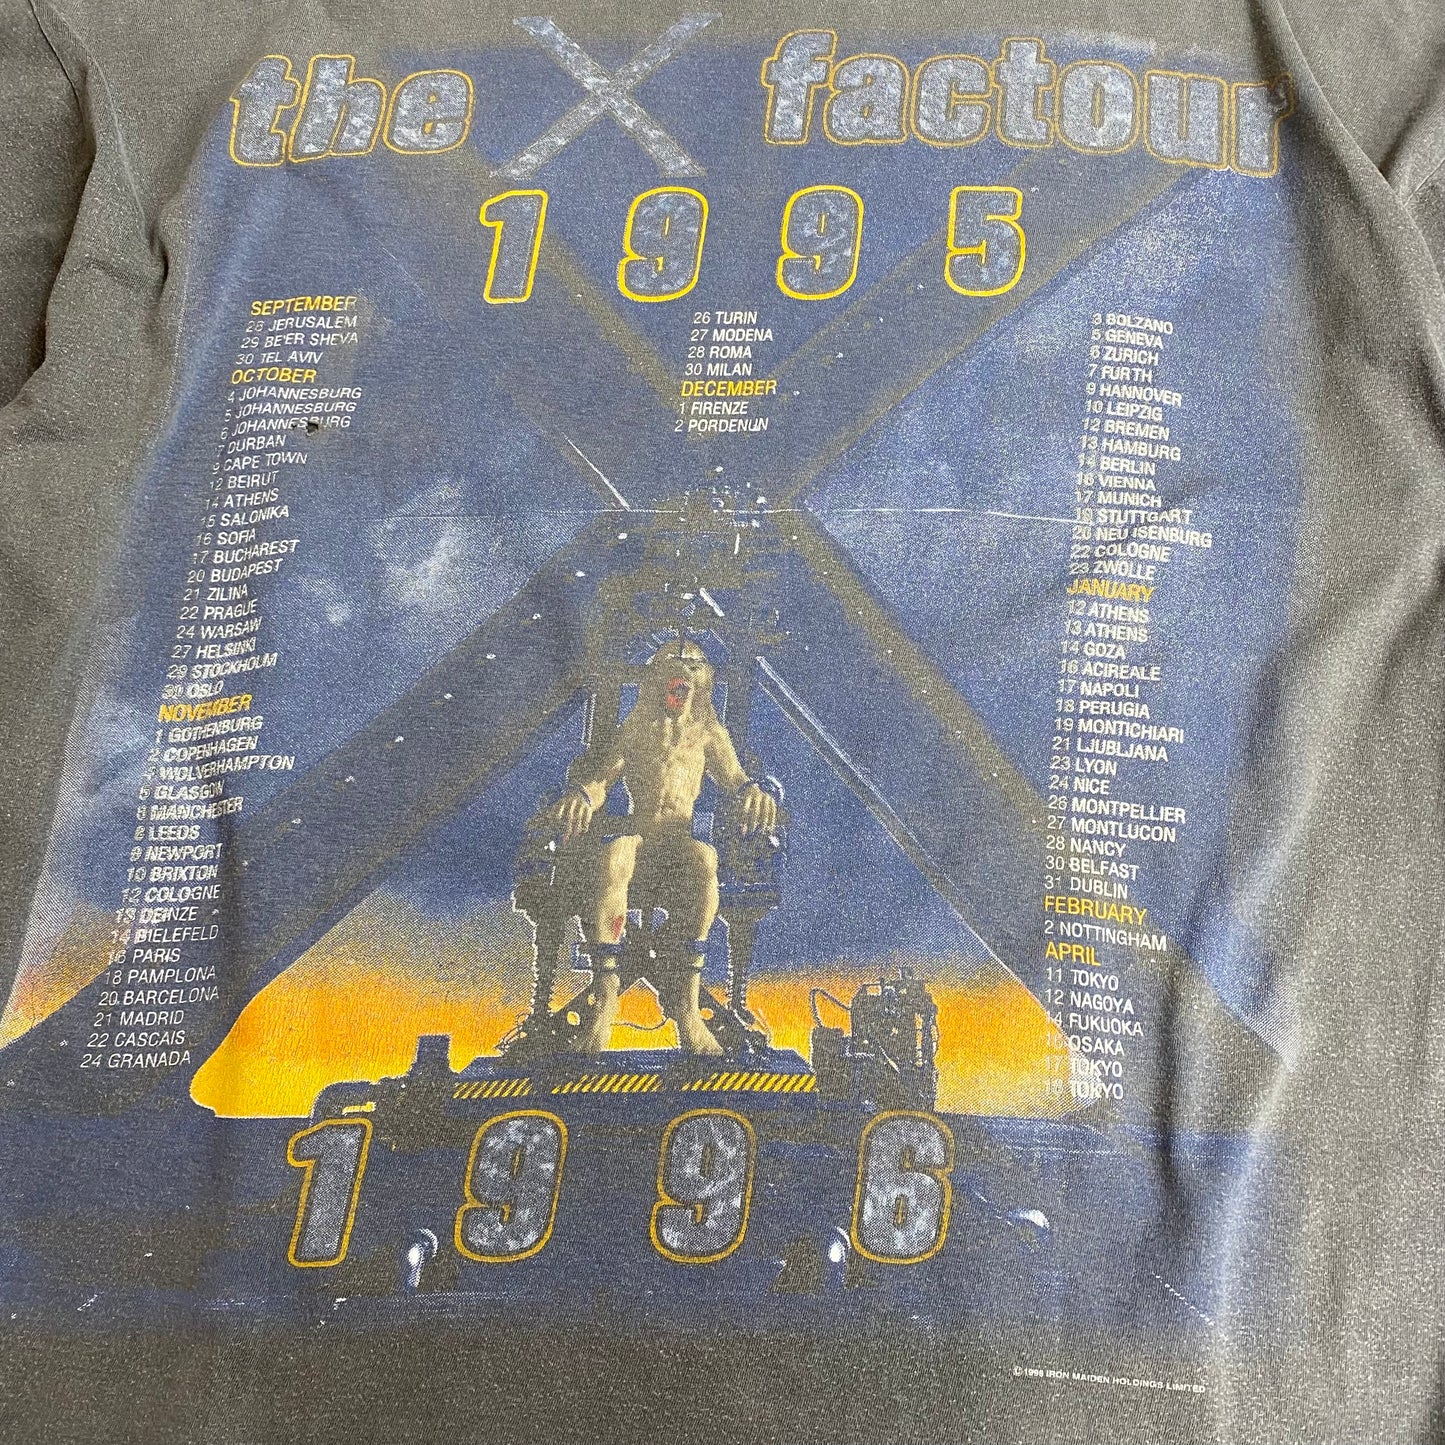 the X factour
1995
SEPTEMBER
28 JERUSALEM
29 BE'ER SHEVA
30 TEL AVIV
OCTOBER
4 JOHANNESBURG
5 JOHANNESBURG
6 JOHANNESBURG
7 DURBAN
9 CAPE TOWN
12 BEIRUT
14 ATHENS
15 SALONIKA
16 SOFIA
17 BUCHAREST
20 BUDAPEST
21 ZILINA
22 PRAGUE
24 WARSAW
27 HELSINKI
29 STOCKHOLM
30 OSLO
NOVEMBER
1 GOTHENBURG
2 COPENHAGEN
4 WOLVERHAMPTON
5 GLASGOW
6 MANCHESTER
8 LEEDS
9 NEWPORT
10 BRIXTON
12 COLOGNE
13 DEINZE
14 BIELEFELD
16 PARIS
18 PAMPLONA
20 BARCELONA
21 MADRID
22 CASCAIS
24 GRANADA
26 TURIN
27 MODENA
28 ROMA
30 MILAN
DECEMBER
1 FIRENZE
2 PORDENUN
3 BOLZANO
5 GENEVA
6 ZURICH
7 FURTH
9 HANNOVER
10 LEIPZIG
12 BREMEN
13 HAMBURG
14 BERLIN
16 VIENNA
17 MUNICH
19 STUTTGART
20 NEU ISENBURG
22 COLOGNE
23 ZWOLLE
JANUARY
12 ATHENS
13 ATHENS
14 GOZA
16 ACIREALE
17 NAPOLI
18 PERUGIA
19 MONTICHIARI
21 LJUBLJANA
23 LYON
24 NICE
26 MONTPELLIER
27 MONTLUCON
28 NANCY
30 BELFAST
31 DUBLIN
FEBRUARY
2 NOTTINGHAM
APRIL
11 TOKYO
12 NAGOYA
14 FUKUOKA
OSAKA
17 TOKYO
18 TOKYO
1996
© 1996 IRON MAIDEN HOLDINGS LIMITED